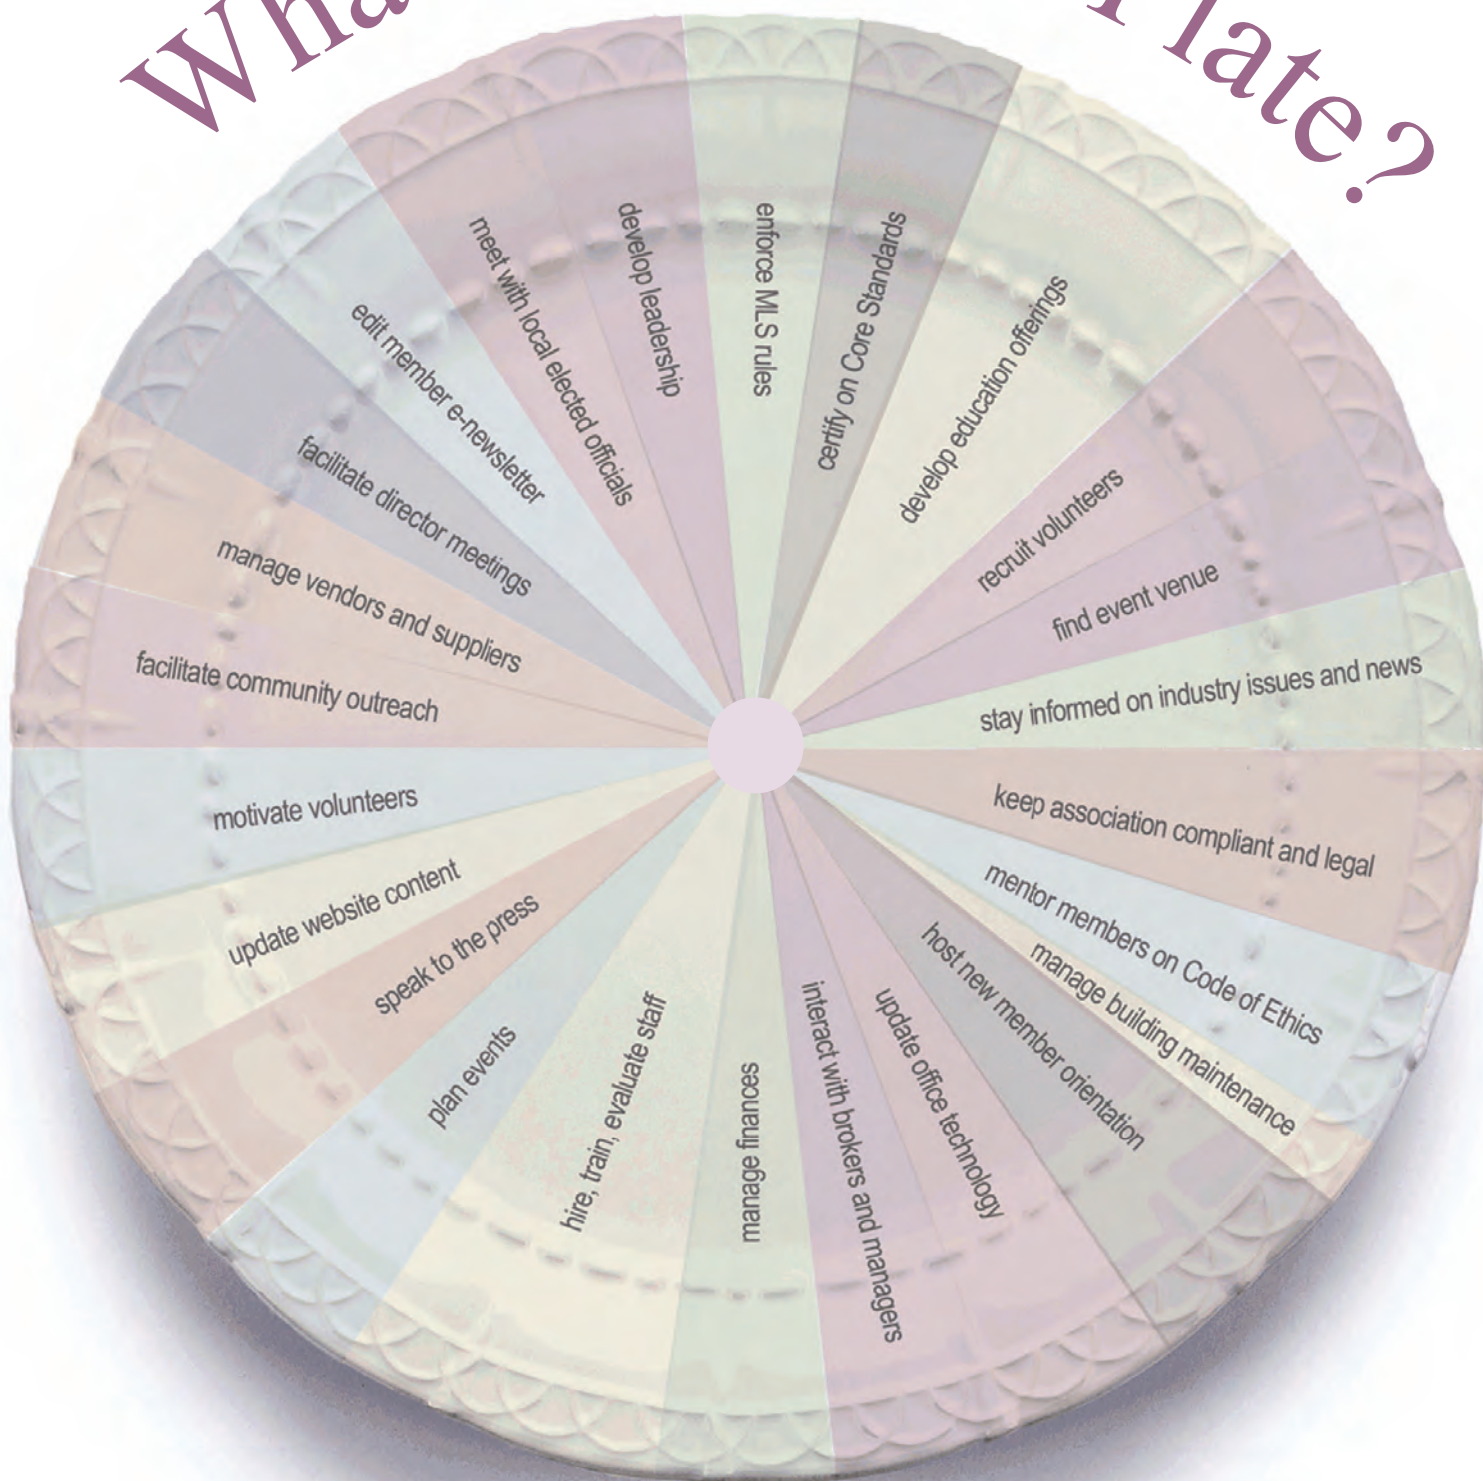 What
Plate?
enforce MLS rules
certify on Core Standards
develop education offerings
recruit volunteers
find event venue
stay informed on industry issues and news
keep association compliant and legal
mentor members on Code of Ethics
manage building maintenance
host new member orientation
update office technology
interact with brokers and managers
manage finances
hire, train, evaluate staff
plan events
speak to the press
update website content
motivate volunteers
facilitate community outreach
manage vendors and suppliers
facilitate director meetings
edit member e-newsletter
meet with local elected officials
develop leadership